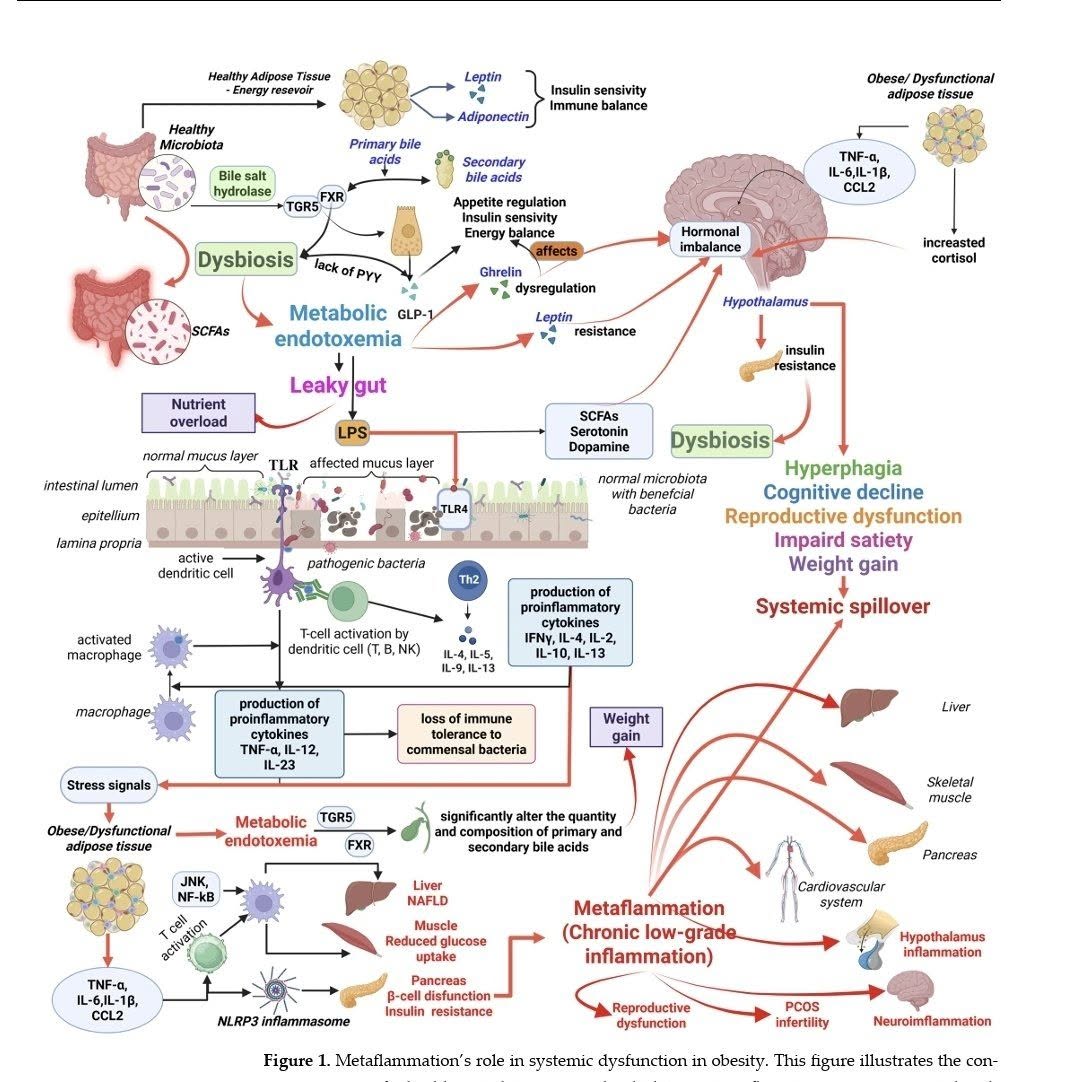 Healthy Adipose Tissue
- Energy resevoir
Leptin
Adiponectin
Insulin sensivity
Immune balance
Obese/ Dysfunctional
adipose tissue
TNF-α,
IL-6,IL-1β,
CCL2
increasted
cortisol
Healthy
Microbiota
Bile salt
hydrolase
TGR5
FXR
Primary bile
acids
Secondary
bile acids
Appetite regulation
Insulin sensivity
Energy balance
affects
Hormonal
imbalance
Dysbiosis
lack of PYY
GLP-1
Ghrelin
dysregulation
Hypothalamus
SCFAs
Metabolic
endotoxemia
Leptin
resistance
insulin
resistance
Leaky gut
Nutrient
overload
LPS
SCFAs
Serotonin
Dopamine
Dysbiosis
normal mucus layer
TLR
affected mucus layer
intestinal lumen
epitellium
lamina propria
TLR4
normal microbiota
with benefcial
bacteria
Hyperphagia
Cognitive decline
Reproductive dysfunction
Impaird satiety
Weight gain
Systemic spillover
active
dendritic cell
pathogenic bacteria
Th2
IL-4, IL-5,
IL-9, IL-13
T-cell activation by
dendritic cell (T, B, NK)
production of
proinflammatory
cytokines
IFNγ, IL-4, IL-2,
IL-10, IL-13
activated
macrophage
macrophage
production of
proinflammatory
cytokines
TNF-α, IL-12,
IL-23
loss of immune
tolerance to
commensal bacteria
Weight
gain
Liver
Skeletal
muscle
Pancreas
Cardiovascular
system
Stress signals
Obese/Dysfunctional
adipose tissue
Metabolic
endotoxemia
TGR5
FXR
significantly alter the quantity
and composition of primary and
secondary bile acids
JNK,
NF-kB
T cell
activation
Liver
NAFLD
Muscle
Reduced glucose
uptake
Pancreas
β-cell disfunction
Insulin resistance
TNF-α,
IL-6,IL-1β,
CCL2
NLRP3 inflammasome
Metaflammation
(Chronic low-grade
inflammation)
Hypothalamus
inflammation
Reproductive
dysfunction
PCOS
infertility
Neuroinflammation
Figure 1. Metaflammation's role in systemic dysfunction in obesity. This figure illustrates the con-